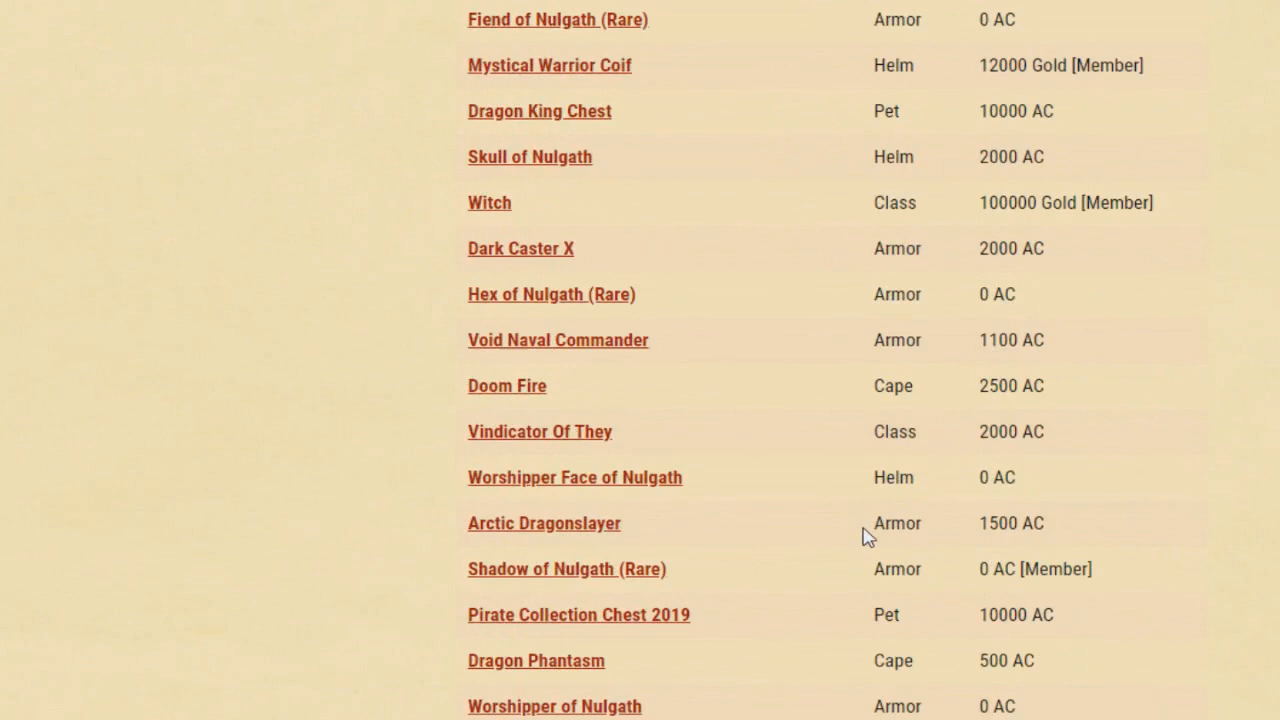 Fiend of Nulgath (Rare) Armor 0 AC
Mystical Warrior Coif Helm 12000 Gold [Member]
Dragon King Chest Pet 10000 AC
Skull of Nulgath Helm 2000 AC
Witch Class 100000 Gold [Member]
Dark Caster X Armor 2000 AC
Hex of Nulgath (Rare) Armor 0 AC
Void Naval Commander Armor 1100 AC
Doom Fire Cape 2500 AC
Vindicator Of They Class 2000 AC
Worshipper Face of Nulgath Helm 0 AC
Arctic Dragonslayer Armor 1500 AC
Shadow of Nulgath (Rare) Armor 0 AC [Member]
Pirate Collection Chest 2019 Pet 10000 AC
Dragon Phantasm Cape 500 AC
Worshipper of Nulgath Armor 0 AC